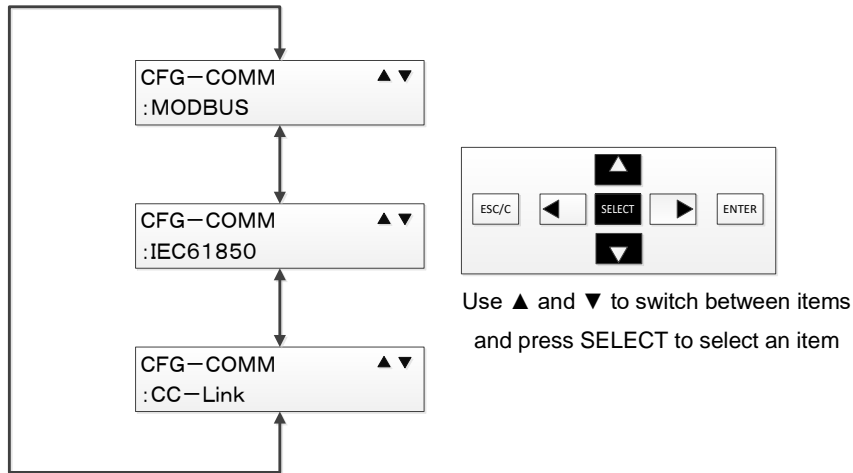 CFG-COMM ▲ ▼
:MODBUS
CFG-COMM ▲ ▼
:IEC61850
CFG-COMM ▲ ▼
:CC-Link
ESC/C ◀ SELECT ▶ ENTER
Use ▲ and ▼ to switch between items
and press SELECT to select an item